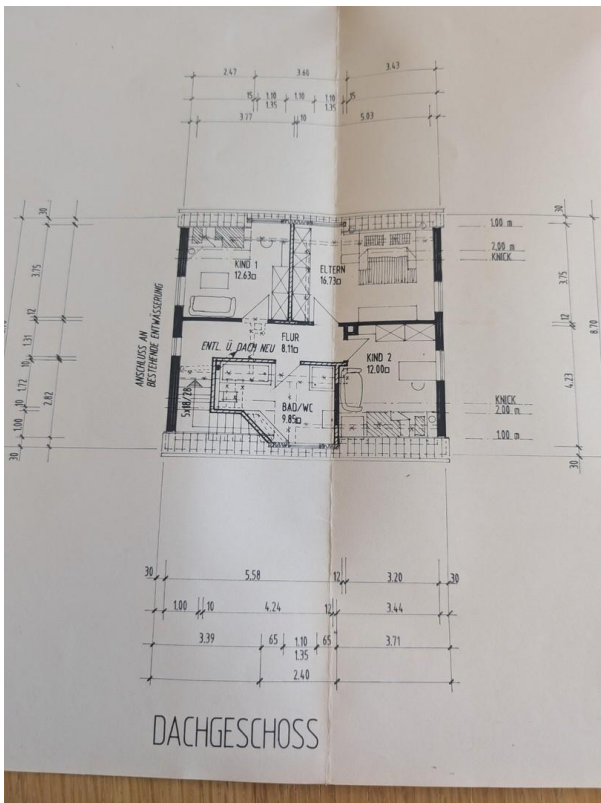 2.47 3.60 3.43
15 1.10 1.10 1.10 15
1.35 1.35
3.77 10 5.03
30
3.75
12
1.31
10
1.72
10
1.00
2.82
30
ANSCHLUSS AN
BESTEHENDE ENTWÄSSERUNG
KIND 1
12.63□
ELTERN
16.73□
FLUR
8.11□
ENTL. Ü. DACH NEU
KIND 2
12.00□
BAD/WC
9.85□
5x18/28
1.00 m
2.00 m
KNICK
KNICK
2.00 m
1.00 m
30
3.75
12
8.70
4.23
30
30 5.58 12 3.20 30
1.00 10 4.24 12 3.44
3.39 65 1.10 65 3.71
1.35
2.40
DACHGESCHOSS